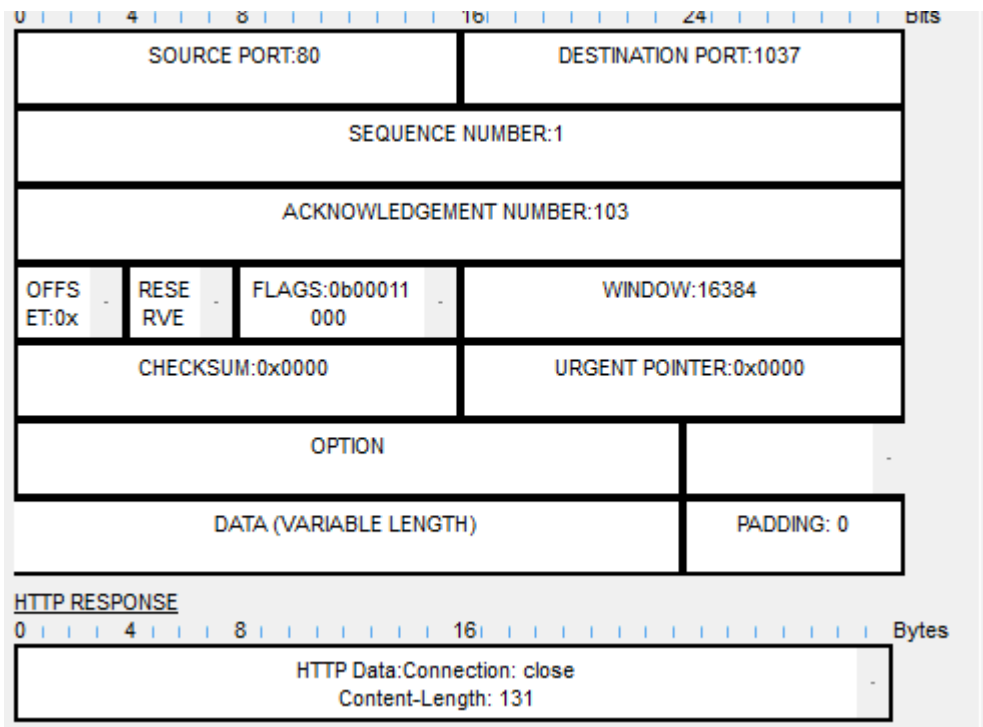 0 4 8 16 24 Bits
SOURCE PORT:80 DESTINATION PORT:1037
SEQUENCE NUMBER:1
ACKNOWLEDGEMENT NUMBER:103
OFFS RESE FLAGS:0b00011 WINDOW:16384
ET:0x RVE 000
CHECKSUM:0x0000 URGENT POINTER:0x0000
OPTION
DATA (VARIABLE LENGTH) PADDING: 0
HTTP RESPONSE
0 4 8 16 Bytes
HTTP Data:Connection: close
Content-Length: 131